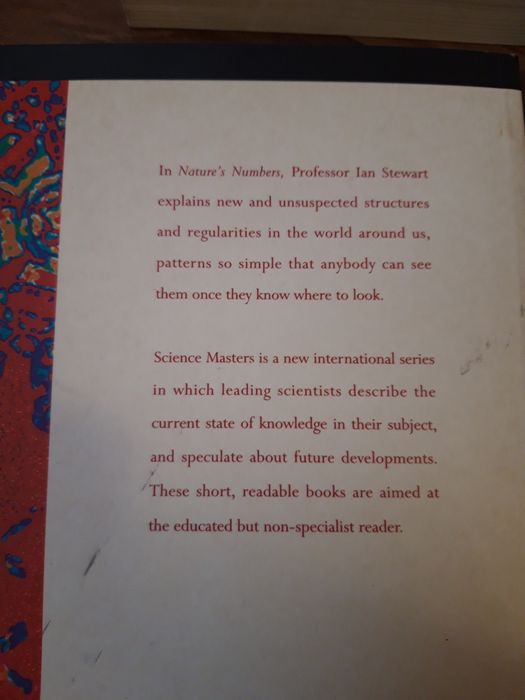 In Nature's Numbers, Professor Ian Stewart
explains new and unsuspected structures
and regularities in the world around us,
patterns so simple that anybody can see
them once they know where to look.
Science Masters is a new international series
in which leading scientists describe the
current state of knowledge in their subject,
and speculate about future developments.
These short, readable books are aimed at
the educated but non-specialist reader.